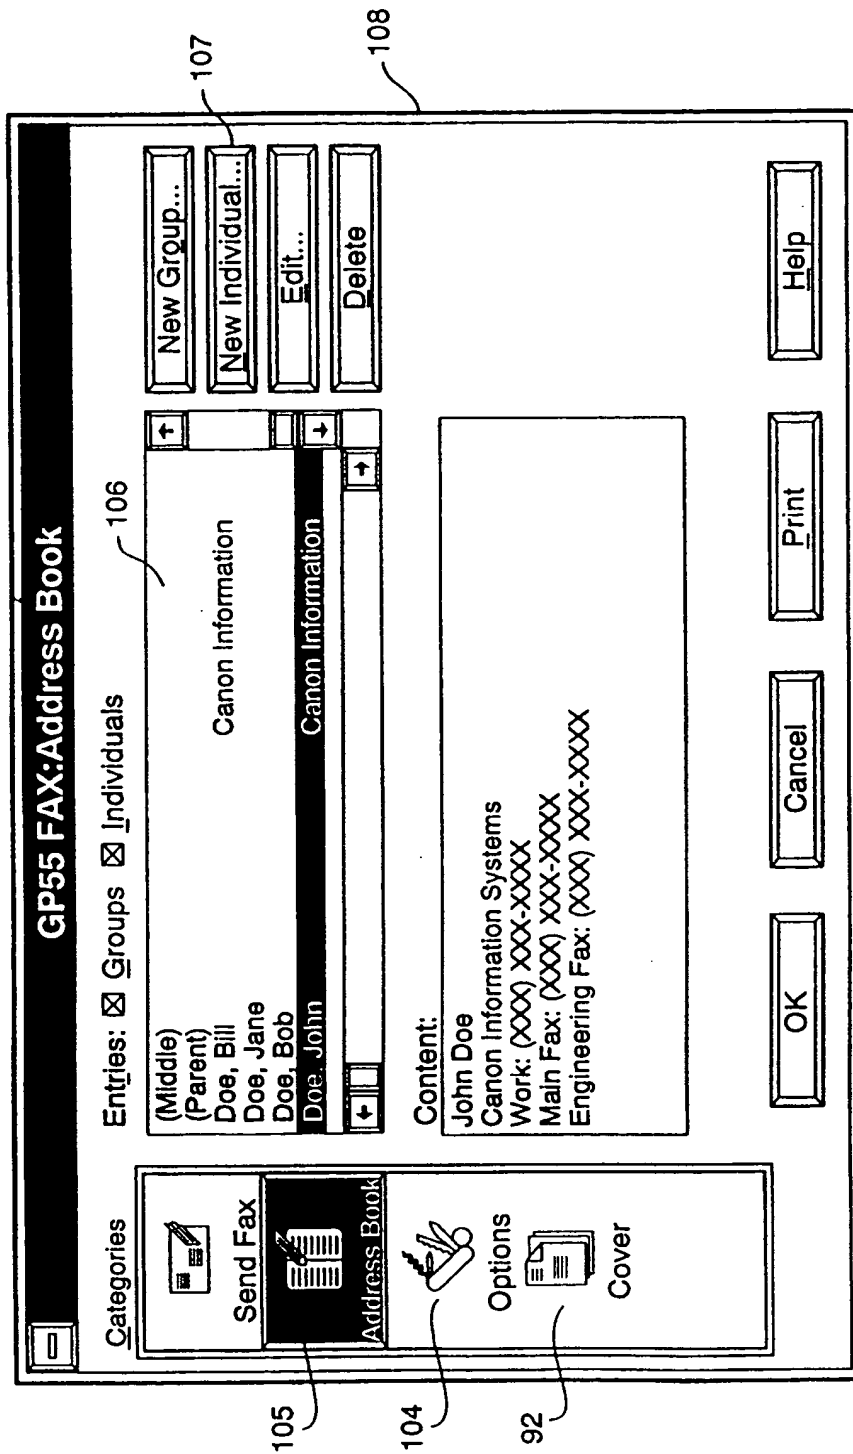 GP55 FAX:Address Book
Categories
Send Fax
Address Book
Options
Cover
Entries: ☒ Groups ☒ Individuals
(Middle)
(Parent)
Doe, Bill Canon Information
Doe, Jane
Doe, Bob
Doe, John Canon Information
New Group...
New Individual...
Edit...
Delete
Content:
John Doe
Canon Information Systems
Work: (XXX) XXX-XXXX
Main Fax: (XXX) XXX-XXXX
Engineering Fax: (XXX) XXX-XXXX
OK
Cancel
Print
Help
105
104
92
106
107
108